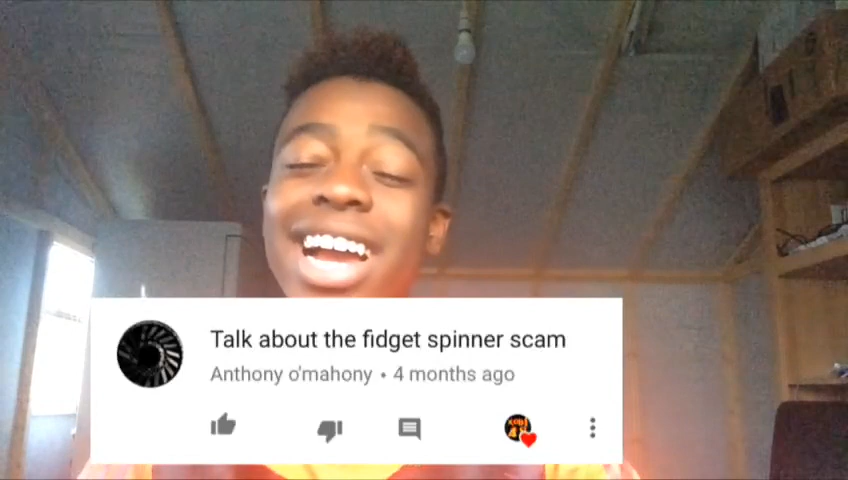 Talk about the fidget spinner scam
Anthony o'mahony • 4 months ago